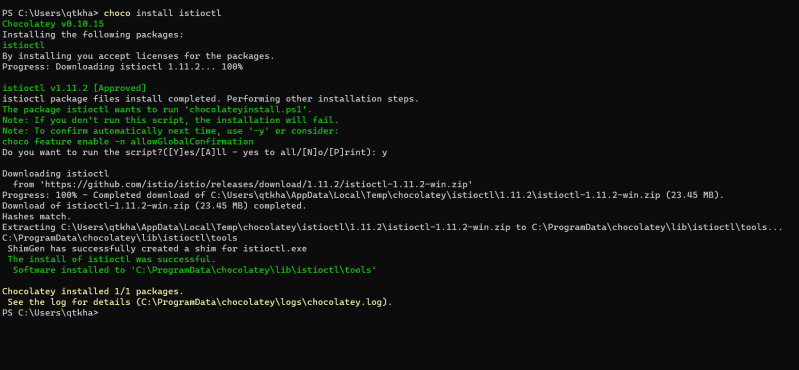 PS C:\Users\qtkha> choco install istioctl
Chocolatey v0.10.15
Installing the following packages:
istioctl
By installing you accept licenses for the packages.
Progress: Downloading istioctl 1.11.2... 100%
istioctl v1.11.2 [Approved]
istioctl package files install completed. Performing other installation steps.
The package istioctl wants to run 'chocolateyinstall.ps1'.
Note: If you don't run this script, the installation will fail.
Note: To confirm automatically next time, use '-y' or consider:
choco feature enable -n allowGlobalConfirmation
Do you want to run the script?([Y]es/[A]ll - yes to all/[N]o/[P]rint): y
Downloading istioctl
  from 'https://github.com/istio/istio/releases/download/1.11.2/istioctl-1.11.2-win.zip'
Progress: 100% - Completed download of C:\Users\qtkha\AppData\Local\Temp\chocolatey\istioctl\1.11.2\istioctl-1.11.2-win.zip (23.45 MB).
Download of istioctl-1.11.2-win.zip (23.45 MB) completed.
Hashes match.
Extracting C:\Users\qtkha\AppData\Local\Temp\chocolatey\istioctl\1.11.2\istioctl-1.11.2-win.zip to C:\ProgramData\chocolatey\lib\istioctl\tools...
C:\ProgramData\chocolatey\lib\istioctl\tools
 ShimGen has successfully created a shim for istioctl.exe
 The install of istioctl was successful.
  Software installed to 'C:\ProgramData\chocolatey\lib\istioctl\tools'
Chocolatey installed 1/1 packages.
 See the log for details (C:\ProgramData\chocolatey\logs\chocolatey.log).
PS C:\Users\qtkha>